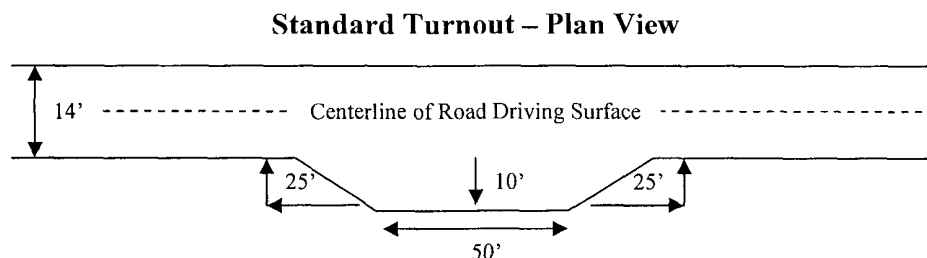 Standard Turnout – Plan View
14’
Centerline of Road Driving Surface
25’
10’
25’
50’